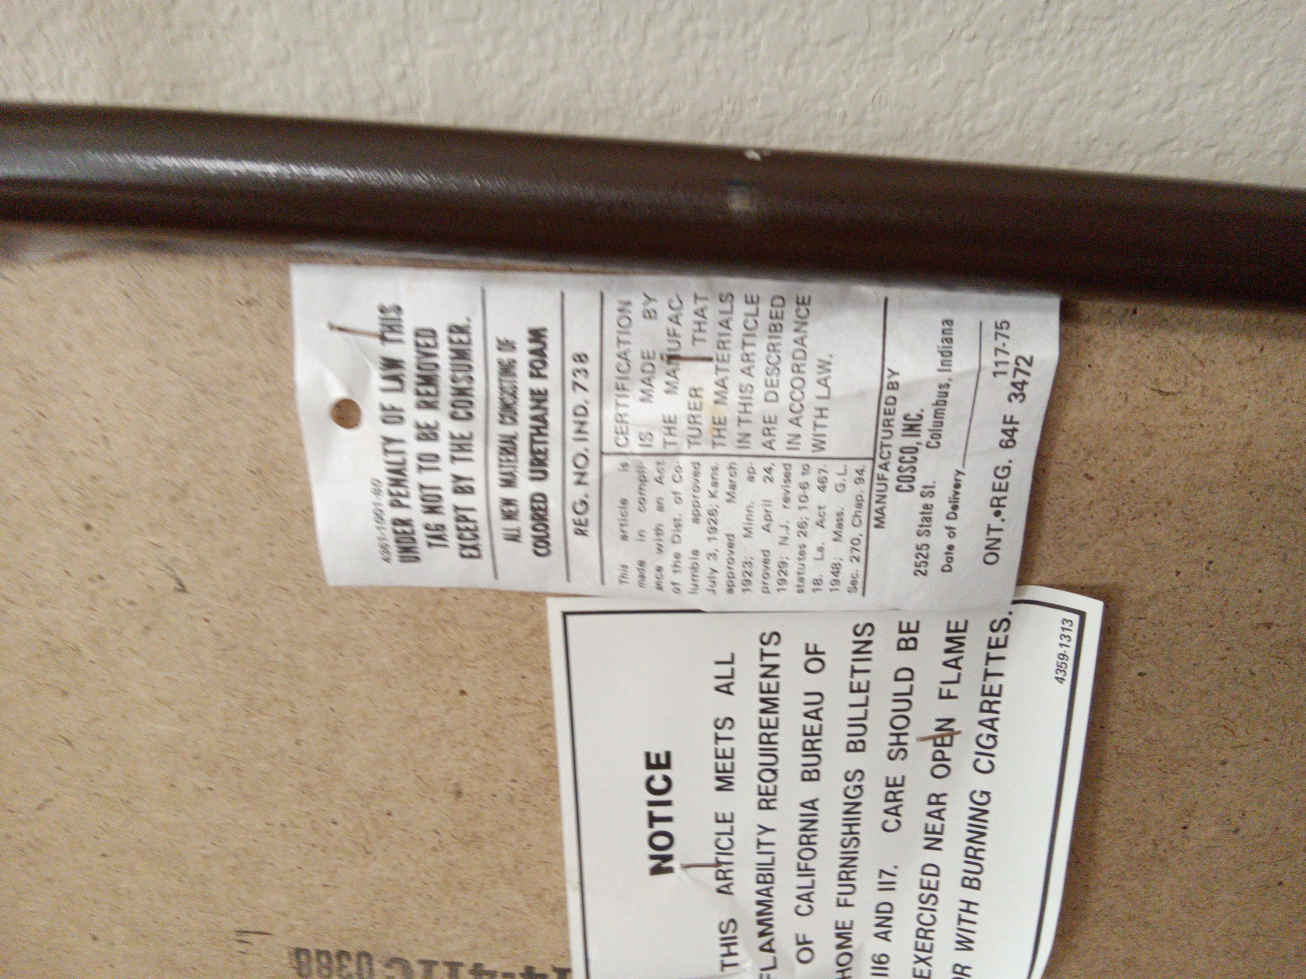 4361-1901-60
UNDER PENALTY OF LAW THIS
TAG NOT TO BE REMOVED
EXCEPT BY THE CONSUMER.
ALL NEW MATERIAL CONSISTING OF
COLORED URETHANE FOAM
REG. NO. IND. 738
This article is
made in compli-
ance with an Act
of the Dist. of Co-
lumbia approved
July 3, 1926; Kans.
approved March
1923; Minn. ap-
proved April 24,
1929; N.J. revised
statutes 26; 10-6 to
18. La. Act 467.
1948; Mass. G.L.
Sec. 270, Chap. 94.
CERTIFICATION
IS MADE BY
THE MANUFAC-
TURER THAT
THE MATERIALS
IN THIS ARTICLE
ARE DESCRIBED
IN ACCORDANCE
WITH LAW.
MANUFACTURED BY
COSCO, INC.
2525 State St. Columbus, Indiana
Date of Delivery
117-75
ONT.•REG. 64F 3472
NOTICE
THIS ARTICLE MEETS ALL
FLAMMABILITY REQUIREMENTS
OF CALIFORNIA BUREAU OF
HOME FURNISHINGS BULLETINS
116 AND 117. CARE SHOULD BE
EXERCISED NEAR OPEN FLAME
OR WITH BURNING CIGARETTES.
4359-1313